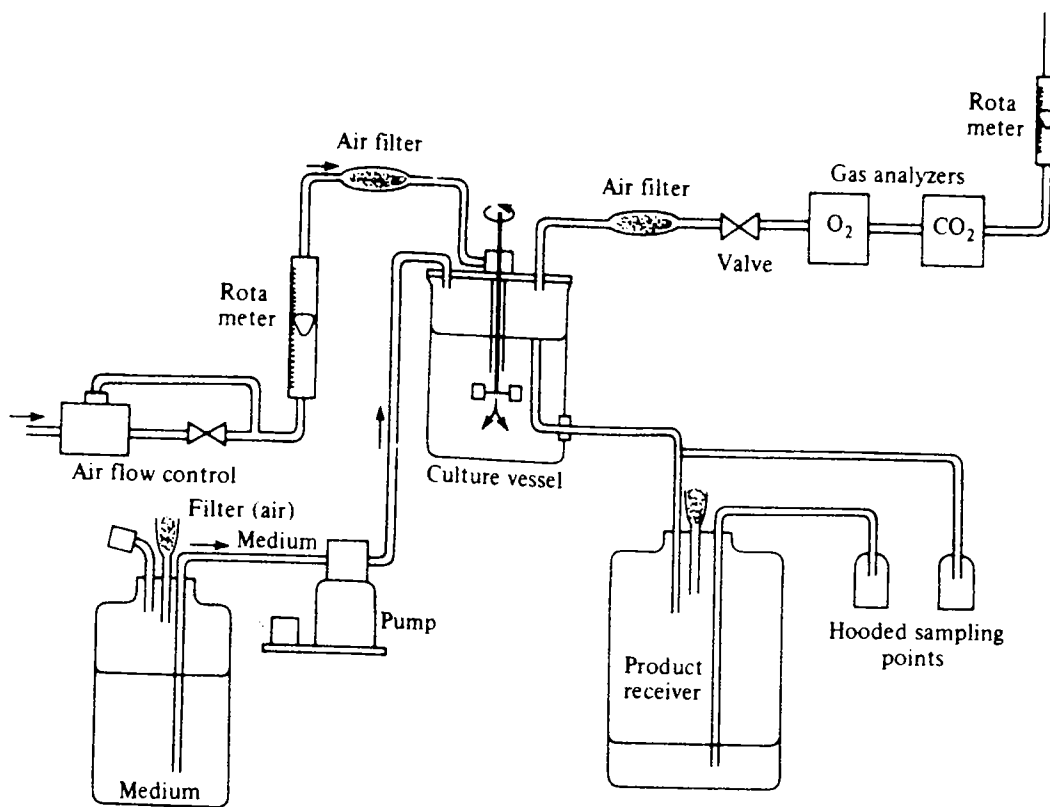 Rota
meter
Air filter
Gas analyzers
Air filter
O2
CO2
Valve
Rota
meter
Air flow control
Culture vessel
Filter (air)
Medium
Pump
Hooded sampling
points
Product
receiver
Medium